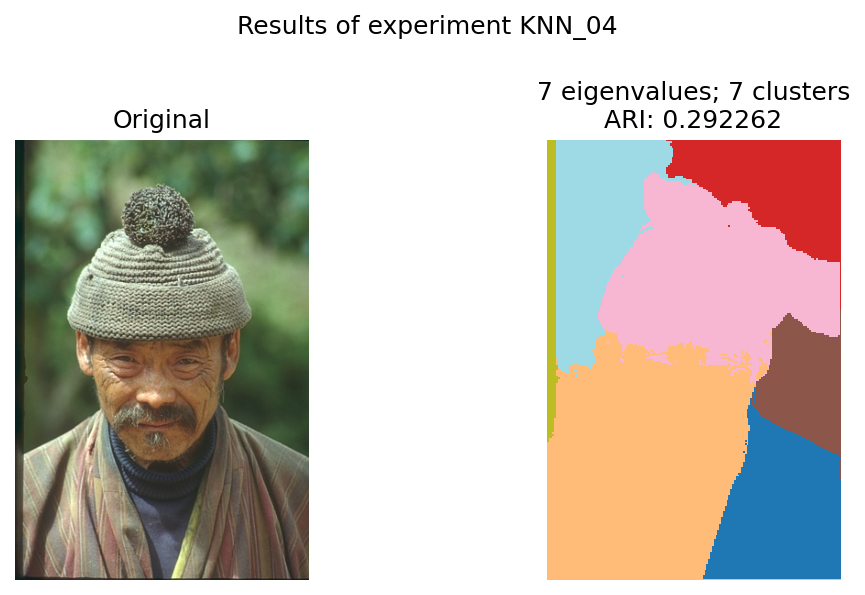 Results of experiment KNN_04
Original
7 eigenvalues; 7 clusters
ARI: 0.292262